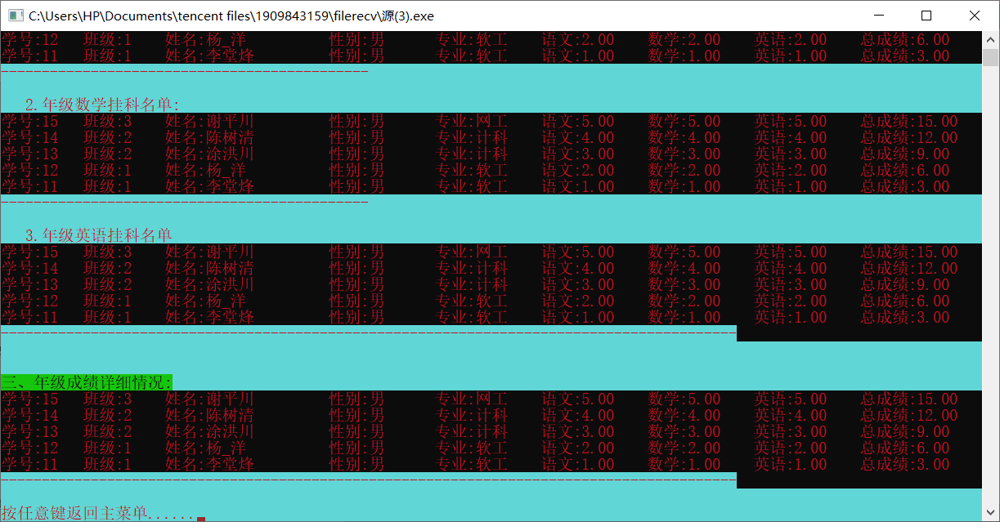 C:\Users\HP\Documents\tencent files\1909843159\filerecv\源(3).exe
学号:12 班级:1 姓名:杨_洋 性别:男 专业:软工 语文:2.00 数学:2.00 英语:2.00 总成绩:6.00
学号:11 班级:1 姓名:李堂烽 性别:男 专业:软工 语文:1.00 数学:1.00 英语:1.00 总成绩:3.00
---------------------------------------------
2.年级数学挂科名单:
学号:15 班级:3 姓名:谢平川 性别:男 专业:网工 语文:5.00 数学:5.00 英语:5.00 总成绩:15.00
学号:14 班级:2 姓名:陈树清 性别:男 专业:计科 语文:4.00 数学:4.00 英语:4.00 总成绩:12.00
学号:13 班级:2 姓名:涂洪川 性别:男 专业:计科 语文:3.00 数学:3.00 英语:3.00 总成绩:9.00
学号:12 班级:1 姓名:杨_洋 性别:男 专业:软工 语文:2.00 数学:2.00 英语:2.00 总成绩:6.00
学号:11 班级:1 姓名:李堂烽 性别:男 专业:软工 语文:1.00 数学:1.00 英语:1.00 总成绩:3.00
---------------------------------------------
3.年级英语挂科名单
学号:15 班级:3 姓名:谢平川 性别:男 专业:网工 语文:5.00 数学:5.00 英语:5.00 总成绩:15.00
学号:14 班级:2 姓名:陈树清 性别:男 专业:计科 语文:4.00 数学:4.00 英语:4.00 总成绩:12.00
学号:13 班级:2 姓名:涂洪川 性别:男 专业:计科 语文:3.00 数学:3.00 英语:3.00 总成绩:9.00
学号:12 班级:1 姓名:杨_洋 性别:男 专业:软工 语文:2.00 数学:2.00 英语:2.00 总成绩:6.00
学号:11 班级:1 姓名:李堂烽 性别:男 专业:软工 语文:1.00 数学:1.00 英语:1.00 总成绩:3.00
------------------------------------------------------------------------------------------
三、年级成绩详细情况:
学号:15 班级:3 姓名:谢平川 性别:男 专业:网工 语文:5.00 数学:5.00 英语:5.00 总成绩:15.00
学号:14 班级:2 姓名:陈树清 性别:男 专业:计科 语文:4.00 数学:4.00 英语:4.00 总成绩:12.00
学号:13 班级:2 姓名:涂洪川 性别:男 专业:计科 语文:3.00 数学:3.00 英语:3.00 总成绩:9.00
学号:12 班级:1 姓名:杨_洋 性别:男 专业:软工 语文:2.00 数学:2.00 英语:2.00 总成绩:6.00
学号:11 班级:1 姓名:李堂烽 性别:男 专业:软工 语文:1.00 数学:1.00 英语:1.00 总成绩:3.00
------------------------------------------------------------------------------------------
按任意键返回主菜单......